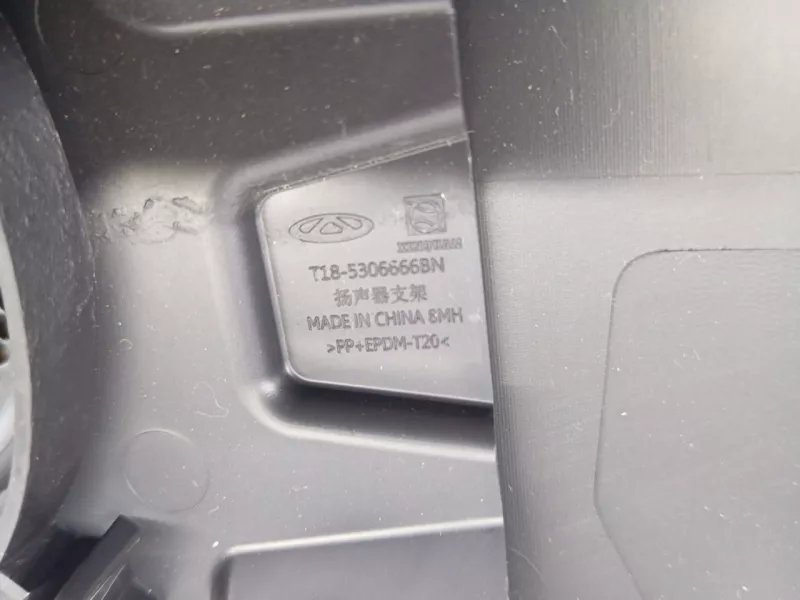 T18-5306666BN
扬声器支架
MADE IN CHINA 8MH
>PP+EPDM-T20<